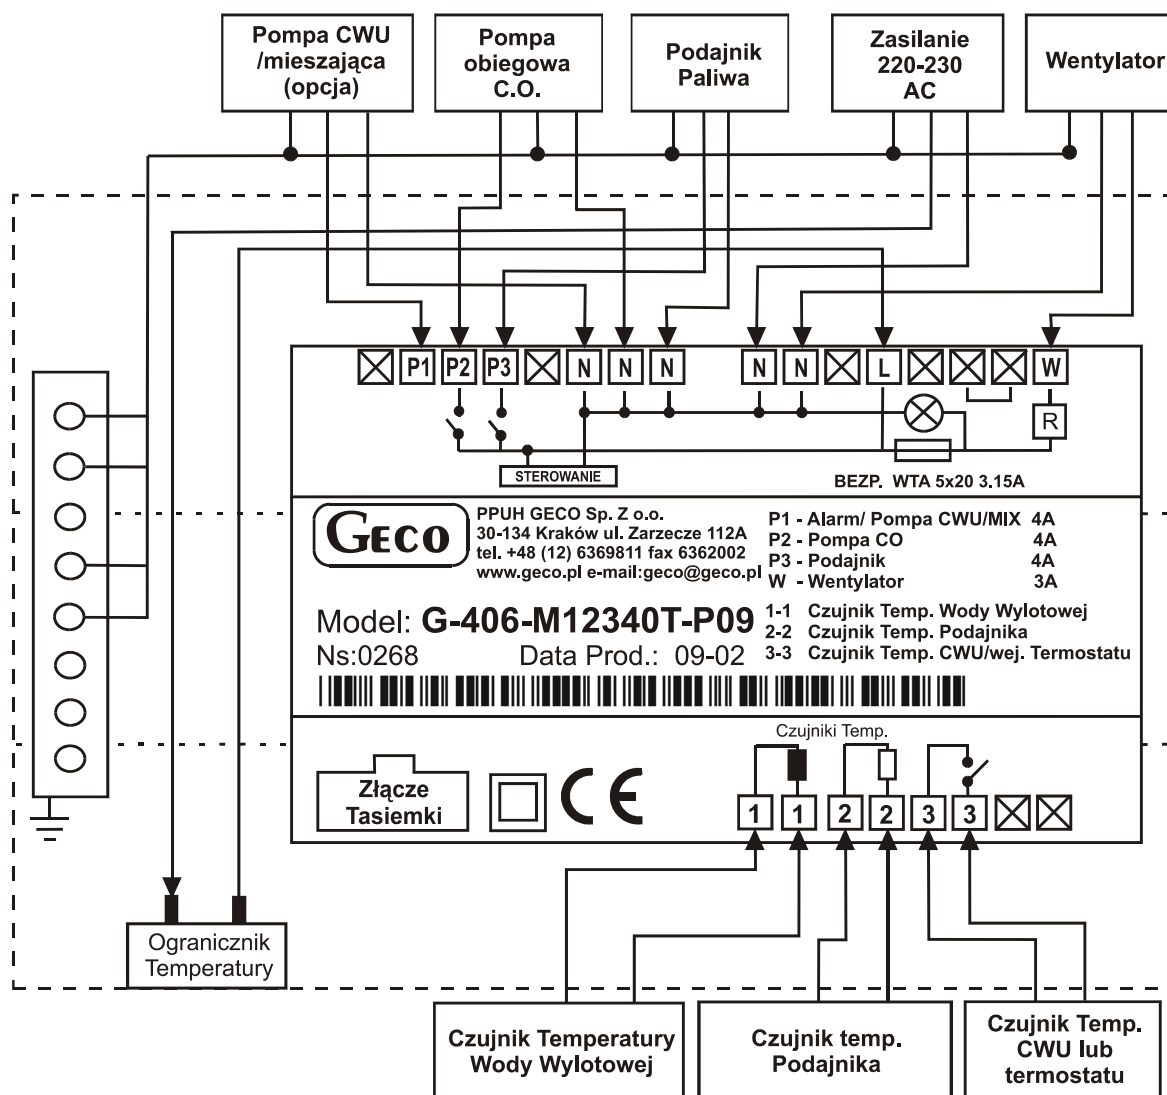 Pompa CWU
/mieszająca
(opcja)
Pompa
obiegowa
C.O.
Podajnik
Paliwa
Zasilanie
220-230
AC
Wentylator
P1 P2 P3 N N N N N L W
R
STEROWANIE
BEZP. WTA 5x20 3.15A
GECO
PPUH GECO Sp. Z o.o.
30-134 Kraków ul. Zarzecze 112A
tel. +48 (12) 6369811 fax 6362002
www.geco.pl e-mail:geco@geco.pl
P1 - Alarm/ Pompa CWU/MIX 4A
P2 - Pompa CO 4A
P3 - Podajnik 4A
W - Wentylator 3A
Model: G-406-M12340T-P09
Ns:0268 Data Prod.: 09-02
1-1 Czujnik Temp. Wody Wylotowej
2-2 Czujnik Temp. Podajnika
3-3 Czujnik Temp. CWU/wej. Termostatu
Czujniki Temp.
Złącze
Tasiemki
CE
1 1 2 2 3 3
Ogranicznik
Temperatury
Czujnik Temperatury
Wody Wylotowej
Czujnik temp.
Podajnika
Czujnik Temp.
CWU lub
termostatu